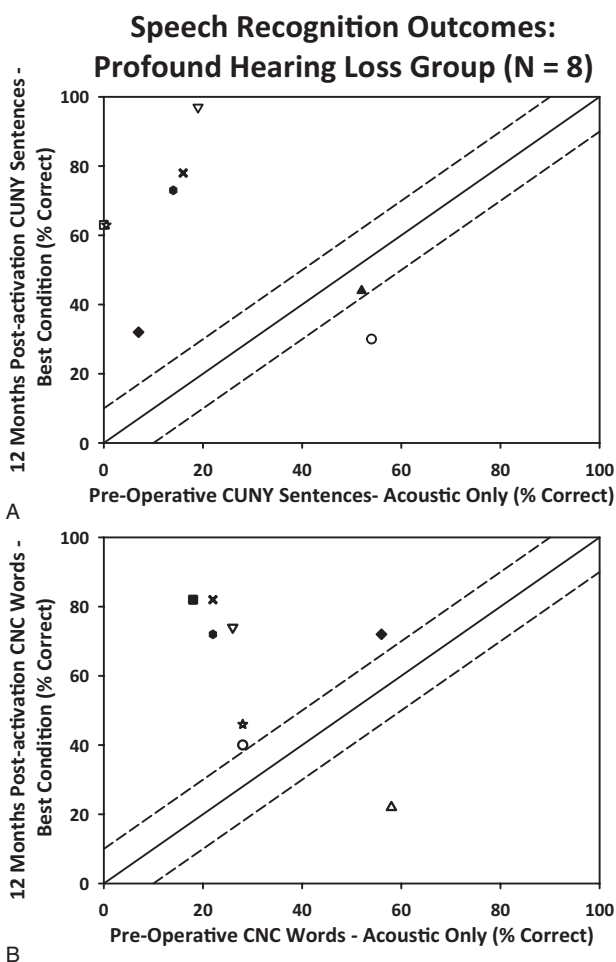 Speech Recognition Outcomes:
Profound Hearing Loss Group (N = 8)
12 Months Post-activation CUNY Sentences -
Best Condition (% Correct)
100
80
60
40
20
0
0 20 40 60 80 100
Pre-Operative CUNY Sentences- Acoustic Only (% Correct)
A
12 Months Post-activation CNC Words -
Best Condition (% Correct)
100
80
60
40
20
0
0 20 40 60 80 100
Pre-Operative CNC Words - Acoustic Only (% Correct)
B